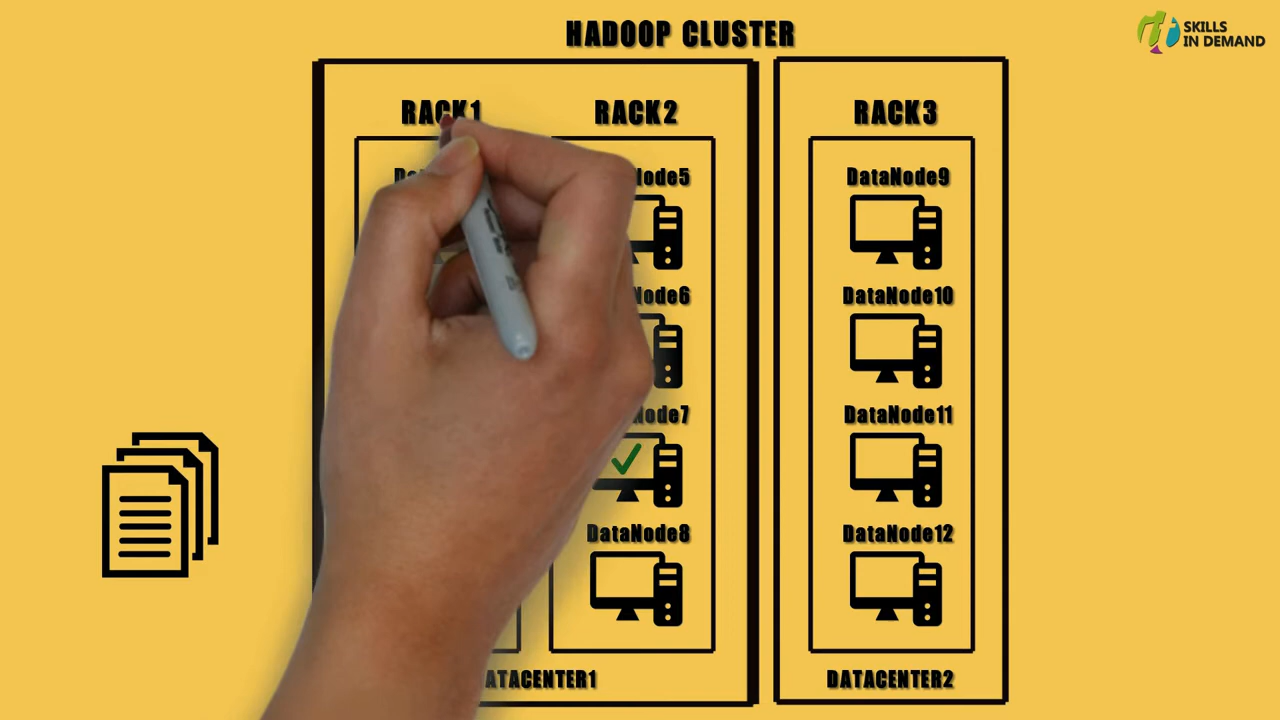 HADOOP CLUSTER
SKILLS
IN DEMAND
RACK1
RACK2
RACK3
DataNode9
DataNode10
DataNode11
DataNode8
DataNode12
DATACENTER2